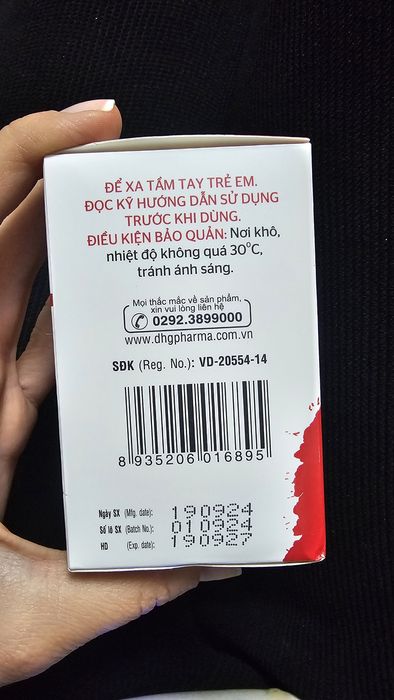 ĐỂ XA TẦM TAY TRẺ EM.
ĐỌC KỸ HƯỚNG DẪN SỬ DỤNG
TRƯỚC KHI DÙNG.
ĐIỀU KIỆN BẢO QUẢN: Nơi khô,
nhiệt độ không quá 30°C,
tránh ánh sáng.
Mọi thắc mắc về sản phẩm,
xin vui lòng liên hệ
0292.3899000
www.dhgpharma.com.vn
SĐK (Reg. No.): VD-20554-14
8 935206 016895
Ngày SX (Mfg. date): 190924
Số lô SX (Batch No.): 010924
HD (Exp. date): 190927